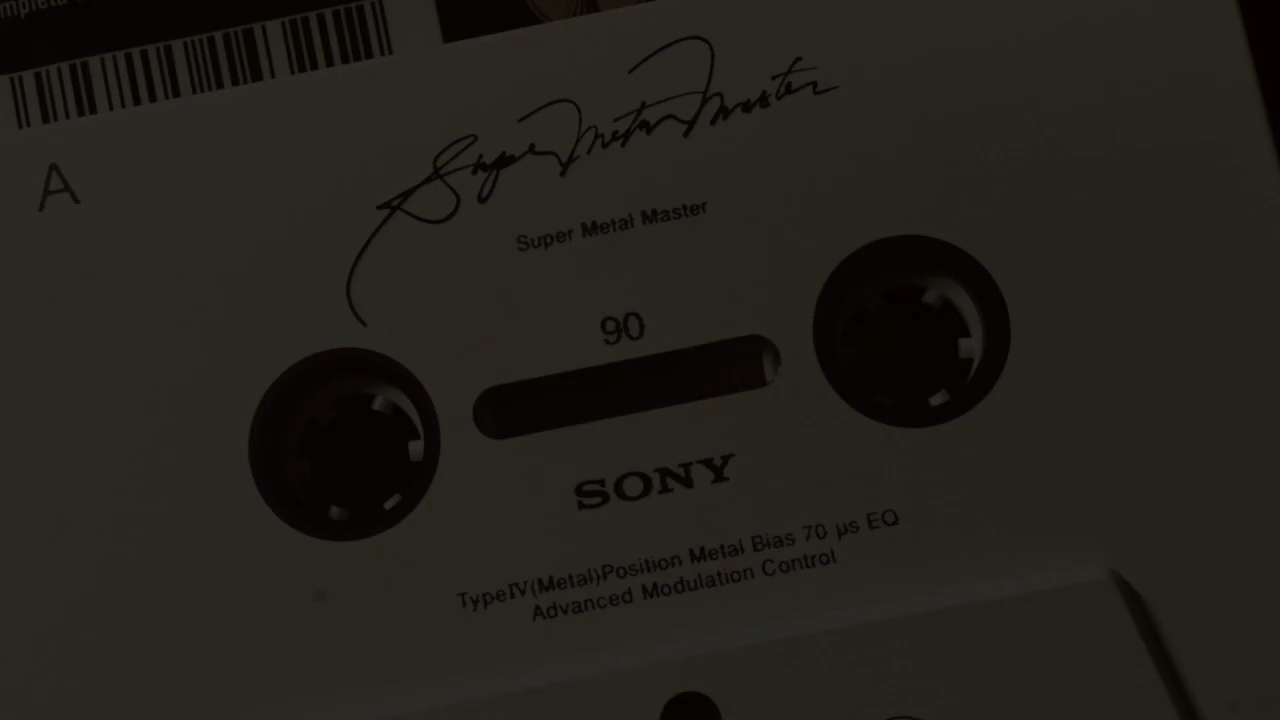 A
Super Metal Master
Super Metal Master
90
SONY
TypeIV(Metal)Position Metal Bias 70 μs EQ
Advanced Modulation Control